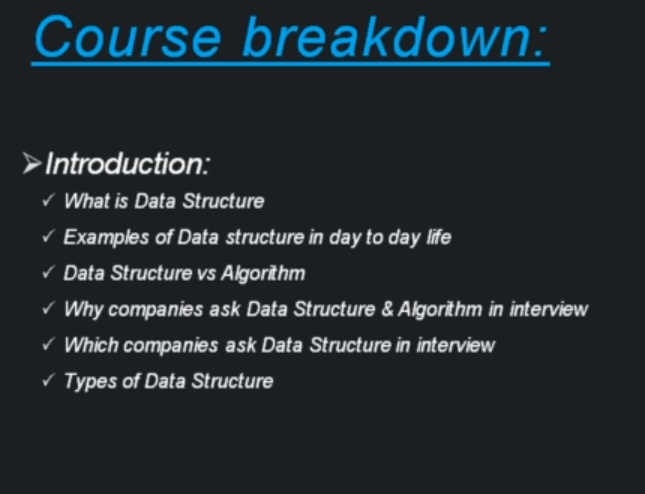 Course breakdown:
Introduction:
What is Data Structure
Examples of Data structure in day to day life
Data Structure vs Algorithm
Why companies ask Data Structure & Algorithm in interview
Which companies ask Data Structure in interview
Types of Data Structure